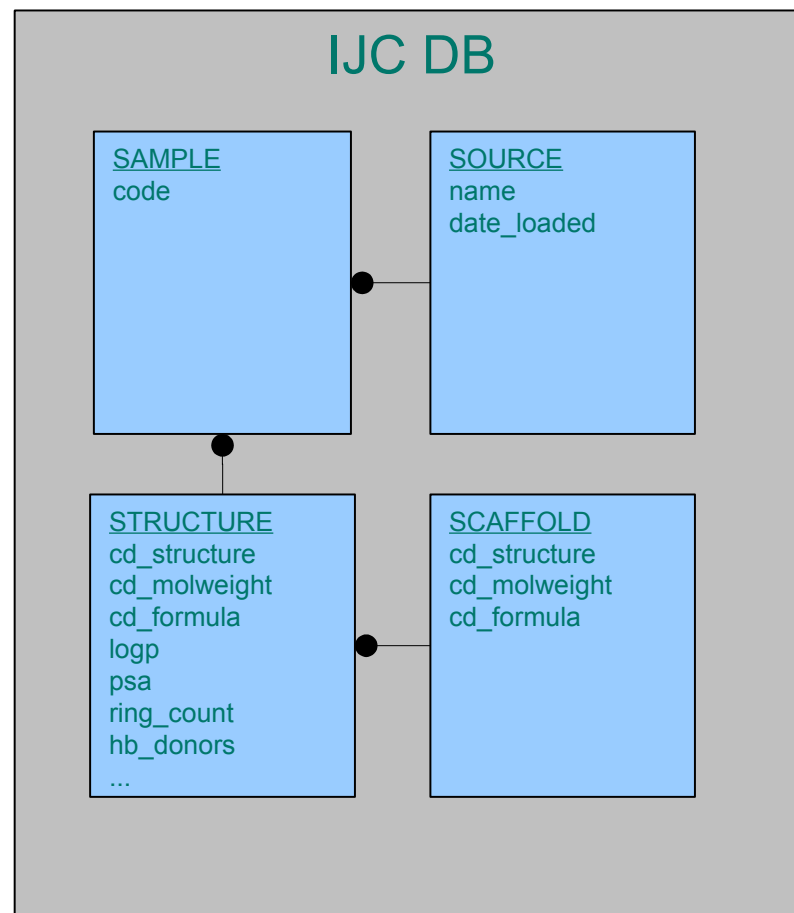 IJC DB
SAMPLE
code
SOURCE
name
date_loaded
STRUCTURE
cd_structure
cd_molweight
cd_formula
logp
psa
ring_count
hb_donors
...
SCAFFOLD
cd_structure
cd_molweight
cd_formula